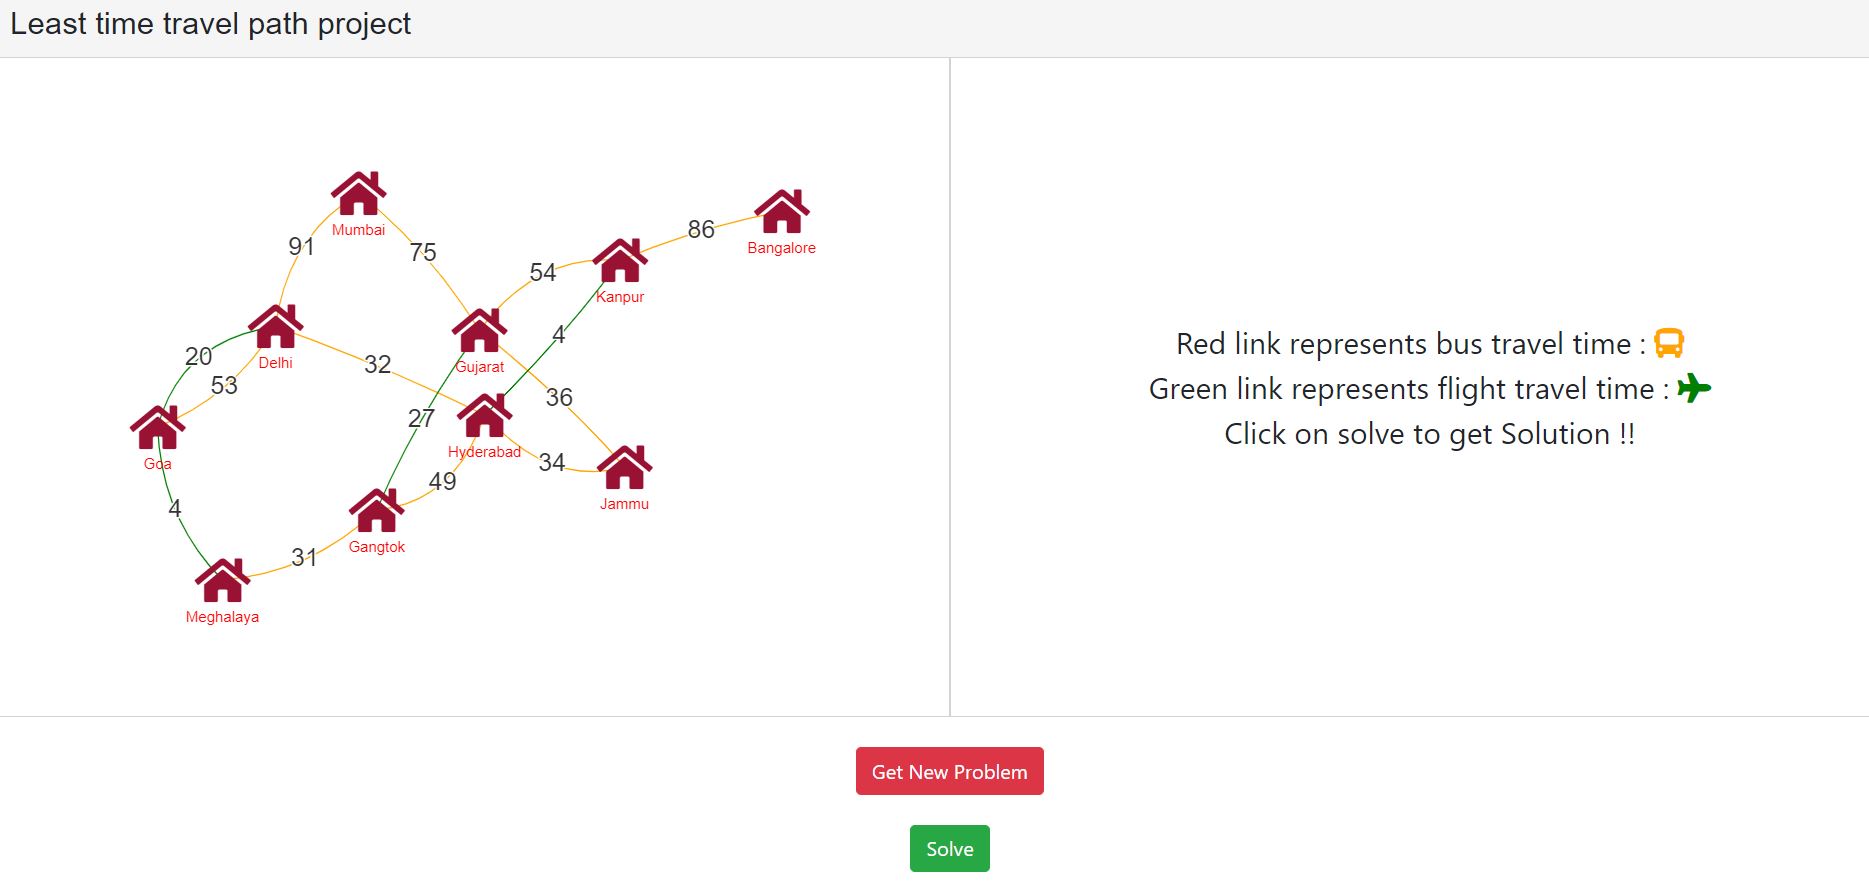 Least time travel path project
Mumbai
91
75
86
Bangalore
54
Kanpur
4
20
Delhi
32
Gujarat
53
36
27
Hyderabad
34
Goa
49
4
Jammu
Gangtok
31
Meghalaya
Red link represents bus travel time :
Green link represents flight travel time :
Click on solve to get Solution !!
Get New Problem
Solve